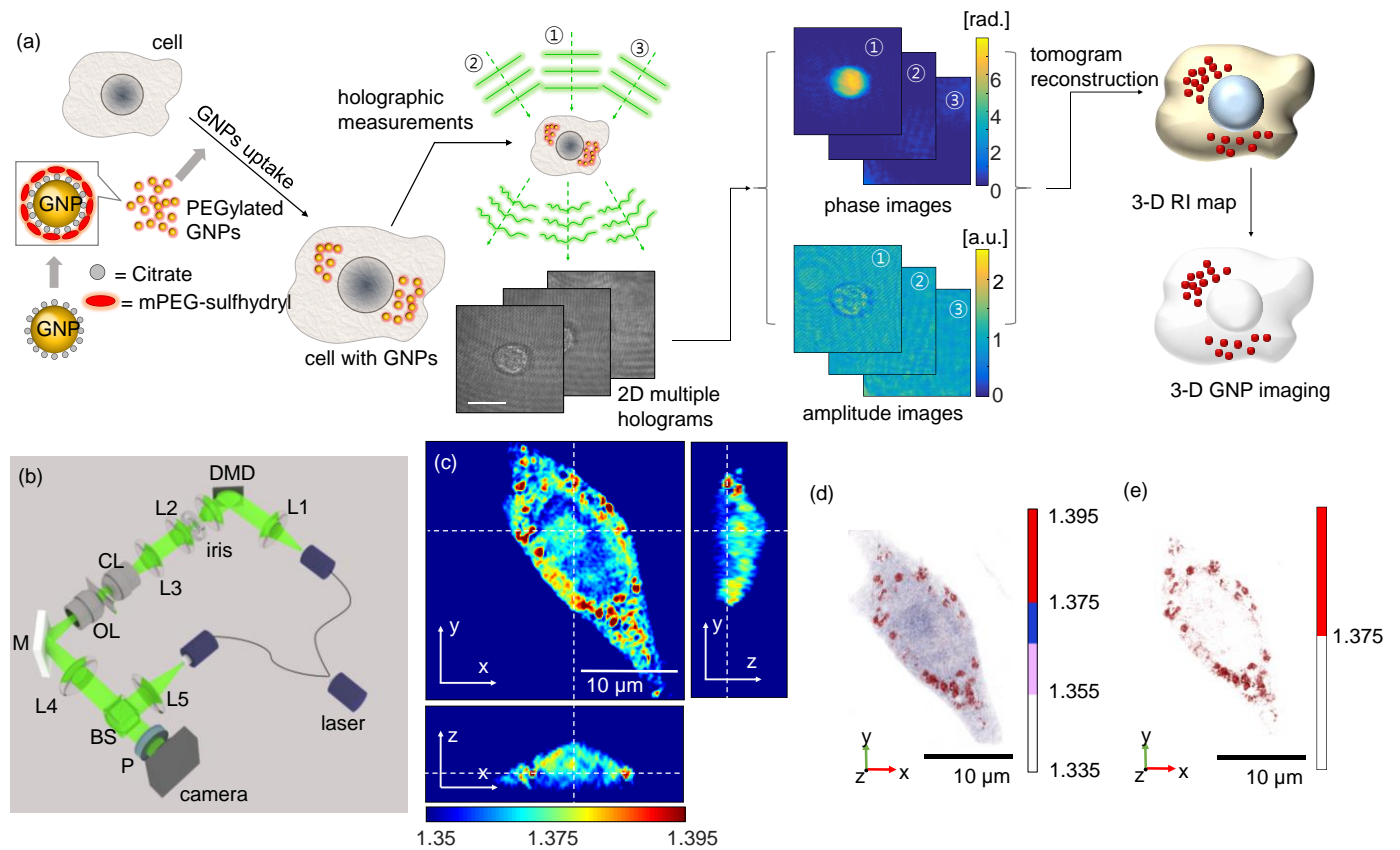 (a)
cell
GNPs uptake
GNP
PEGylated
GNPs
= Citrate
= mPEG-sulfhydryl
GNP
cell with GNPs
holographic
measurements
①
②
③
2D multiple
holograms
[rad.]
①
②
③
6
4
2
0
phase images
[a.u.]
①
②
③
2
1
0
amplitude images
tomogram
reconstruction
3-D RI map
3-D GNP imaging
(b)
DMD
L1
L2
iris
CL
L3
OL
M
L4
L5
BS
P
laser
camera
(c)
y
x
10 μm
z
z
x
1.35
1.375
1.395
(d)
1.395
1.375
1.355
1.335
y
z
x
10 μm
(e)
1.375
y
z
x
10 μm